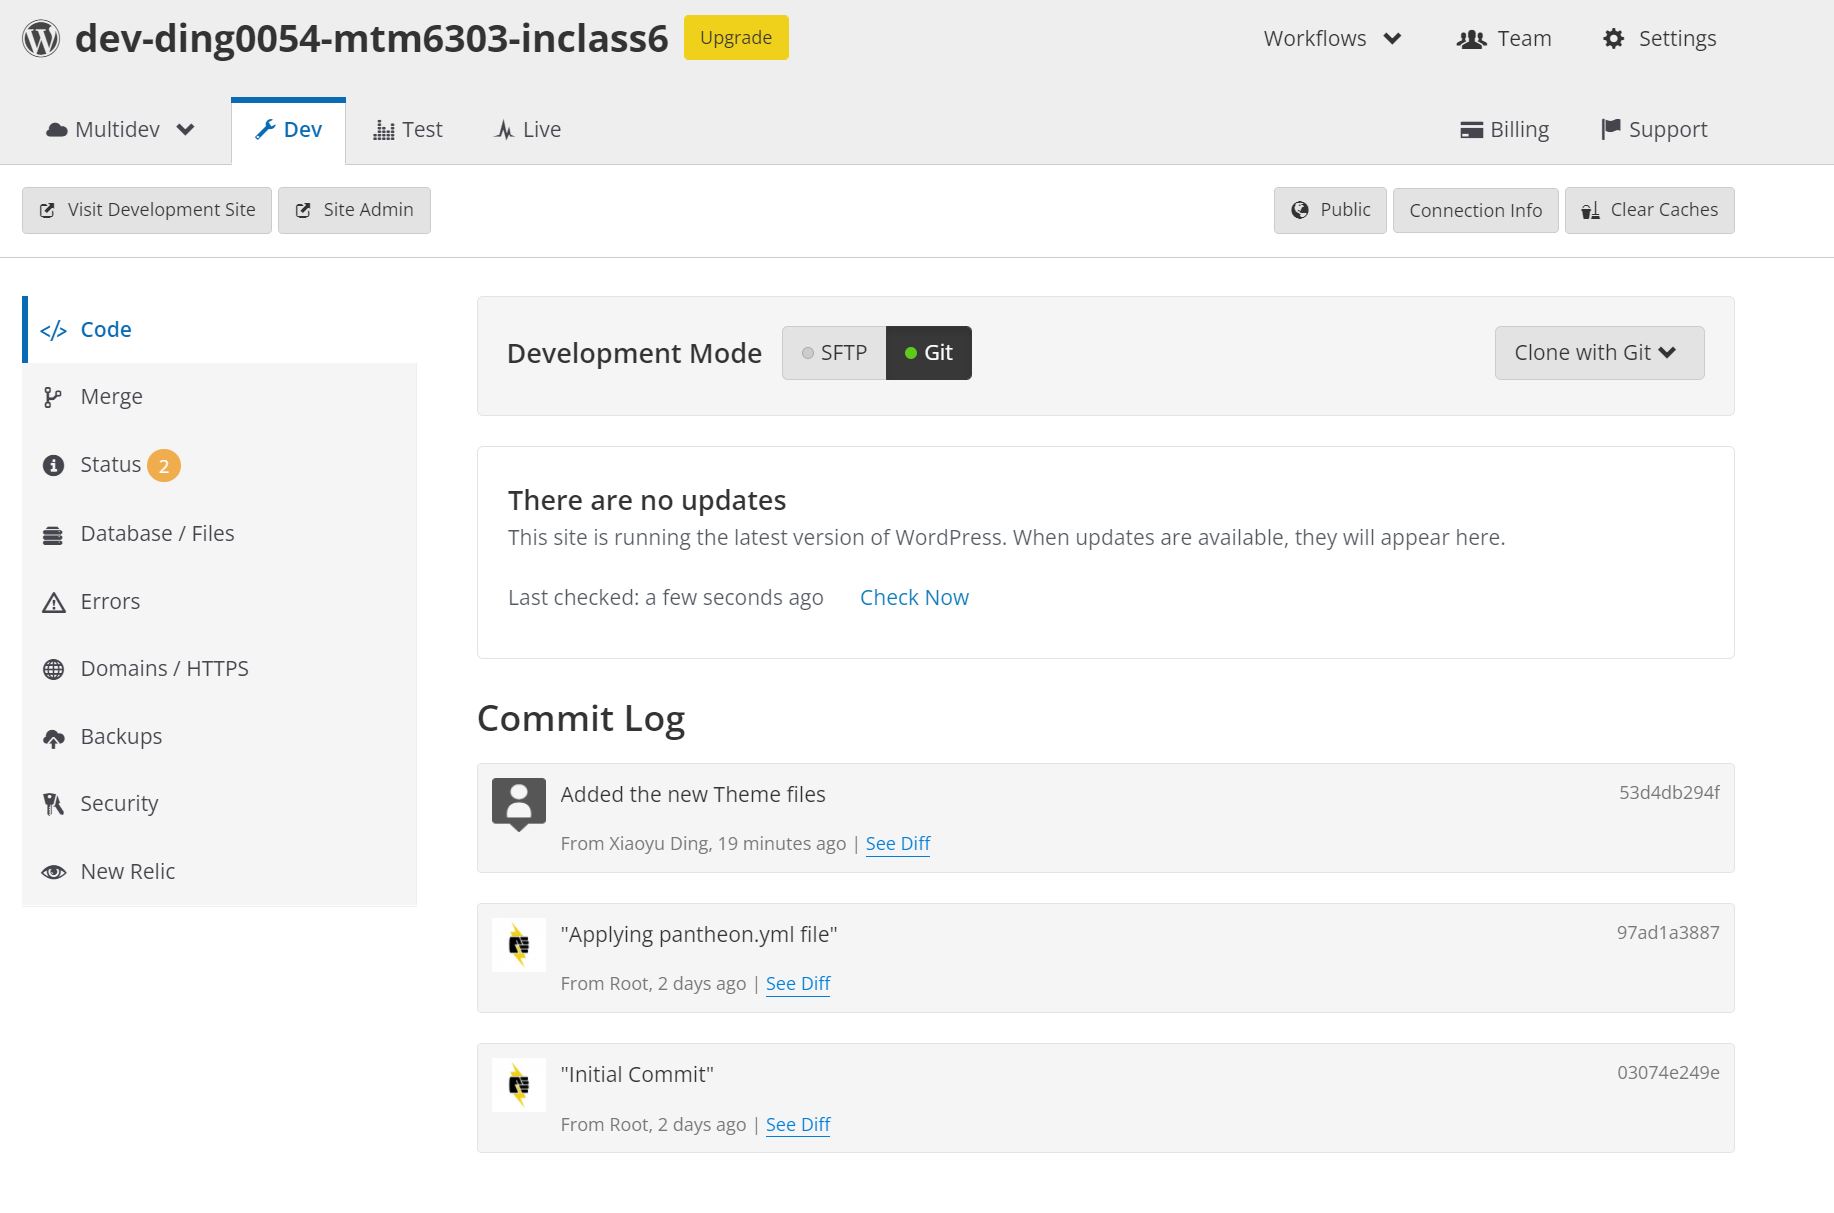 dev-ding0054-mtm6303-inclass6 Upgrade Workflows Team Settings
Multidev Dev Test Live Billing Support
Visit Development Site Site Admin Public Connection Info Clear Caches
</> Code
Merge
Status 2
Database / Files
Errors
Domains / HTTPS
Backups
Security
New Relic
Development Mode SFTP Git Clone with Git
There are no updates
This site is running the latest version of WordPress. When updates are available, they will appear here.
Last checked: a few seconds ago Check Now
Commit Log
Added the new Theme files 53d4db294f
From Xiaoyu Ding, 19 minutes ago | See Diff
"Applying pantheon.yml file" 97ad1a3887
From Root, 2 days ago | See Diff
"Initial Commit" 03074e249e
From Root, 2 days ago | See Diff